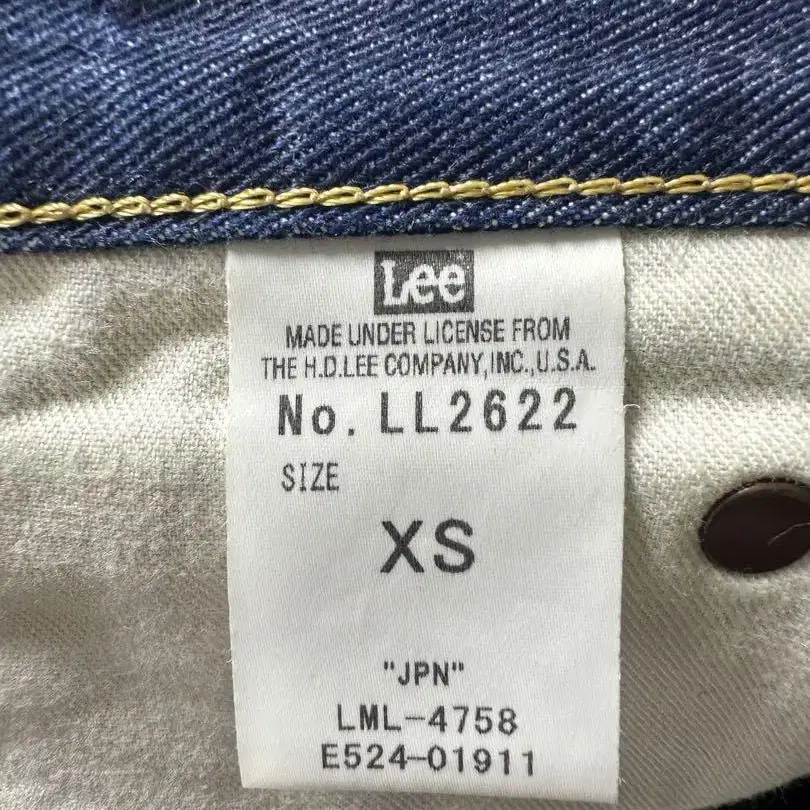 Lee
MADE UNDER LICENSE FROM
THE H.D.LEE COMPANY,INC.,U.S.A.
No. LL2622
SIZE
XS
"JPN"
LML-4758
E524-01911